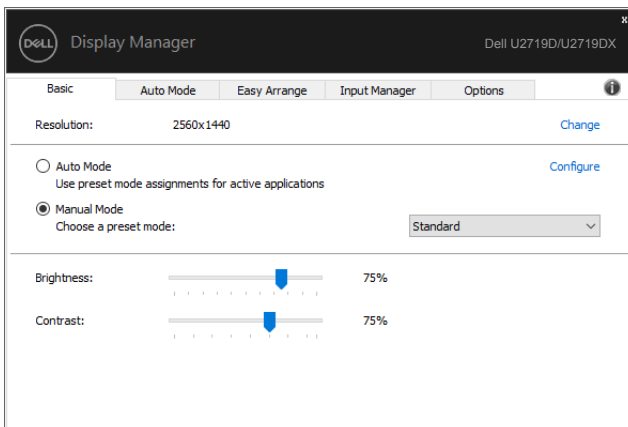 x
DELL Display Manager Dell U2719D/U2719DX
Basic Auto Mode Easy Arrange Input Manager Options i
Resolution: 2560x1440 Change
Auto Mode Configure
Use preset mode assignments for active applications
Manual Mode
Choose a preset mode: Standard
Brightness: 75%
Contrast: 75%